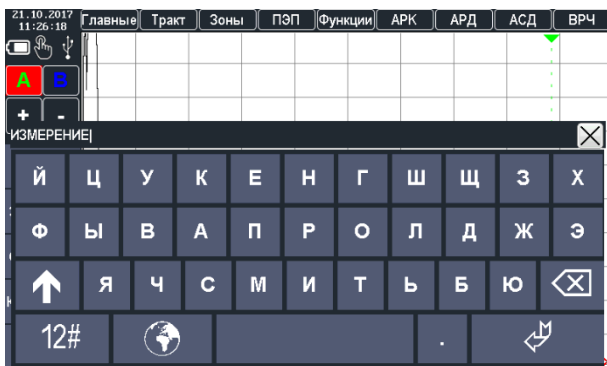 21.10.2017
11:26:18
Главные Тракт Зоны ПЭП Функции АРК АРД АСД ВРЧ
A B
+ -
ИЗМЕРЕНИЕ
Й Ц У К Е Н Г Ш Щ З Х
Ф Ы В А П Р О Л Д Ж Э
Я Ч С М И Т Ь Б Ю
12# .